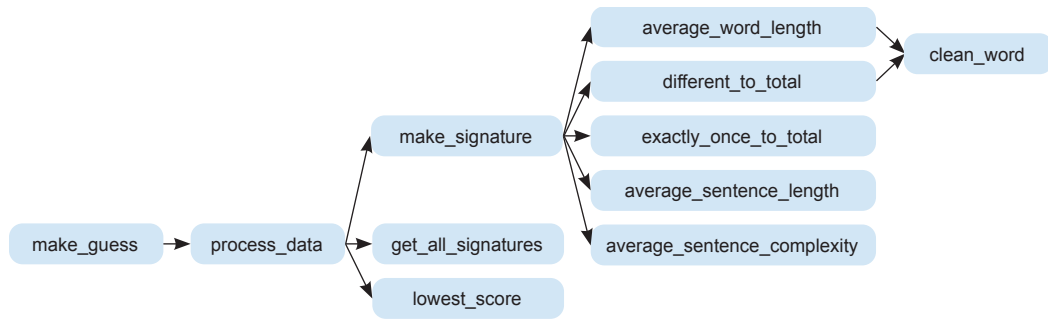 average_word_length
clean_word
different_to_total
make_signature
exactly_once_to_total
average_sentence_length
make_guess
process_data
get_all_signatures
average_sentence_complexity
lowest_score